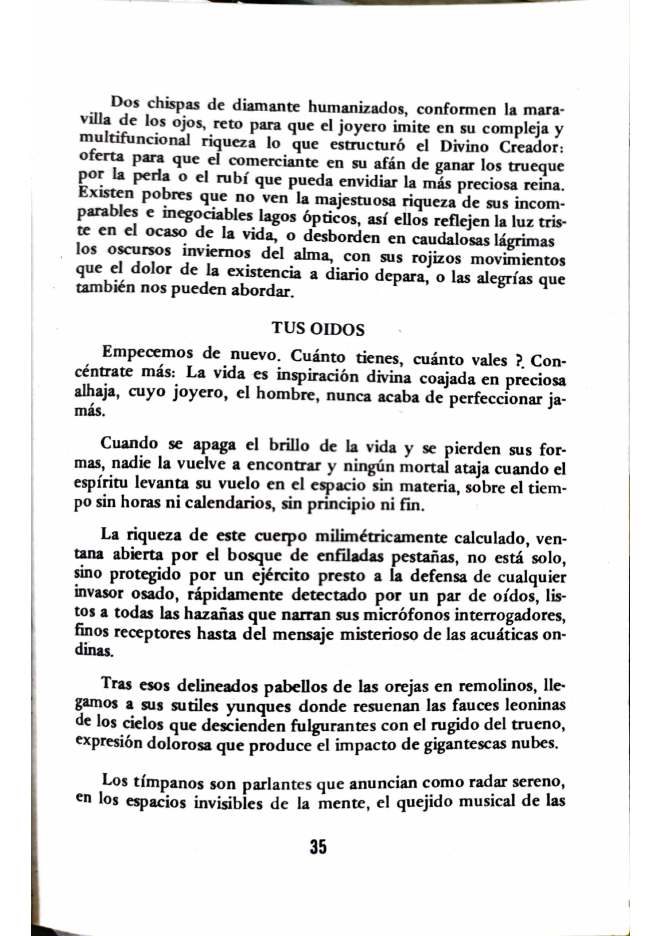 Dos chispas de diamante humanizados, conformen la mara-
villa de los ojos, reto para que el joyero imite en su compleja y
multifuncional riqueza lo que estructuró el Divino Creador:
oferta para que el comerciante en su afán de ganar los trueque
por la perla o el rubí que pueda envidiar la más preciosa reina.
Existen pobres que no ven la majestuosa riqueza de sus incom-
parables e inegociables lagos ópticos, así ellos reflejen la luz tris-
te en el ocaso de la vida, o desborden en caudalosas lágrimas
los oscursos inviernos del alma, con sus rojizos movimientos
que el dolor de la existencia a diario depara, o las alegrías que
también nos pueden abordar.
TUS OIDOS
Empecemos de nuevo. Cuánto tienes, cuánto vales ?. Con-
céntrate más: La vida es inspiración divina coajada en preciosa
alhaja, cuyo joyero, el hombre, nunca acaba de perfeccionar ja-
más.
Cuando se apaga el brillo de la vida y se pierden sus for-
mas, nadie la vuelve a encontrar y ningún mortal ataja cuando el
espíritu levanta su vuelo en el espacio sin materia, sobre el tiem-
po sin horas ni calendarios, sin principio ni fin.
La riqueza de este cuerpo milimétricamente calculado, ven-
tana abierta por el bosque de enfiladas pestañas, no está solo,
sino protegido por un ejército presto a la defensa de cualquier
invasor osado, rápidamente detectado por un par de oídos, lis-
tos a todas las hazañas que narran sus micrófonos interrogadores,
finos receptores hasta del mensaje misterioso de las acuáticas on-
dinas.
Tras esos delineados pabellos de las orejas en remolinos, lle-
gamos a sus sutiles yunques donde resuenan las fauces leoninas
de los cielos que descienden fulgurantes con el rugido del trueno,
expresión dolorosa que produce el impacto de gigantescas nubes.
Los tímpanos son parlantes que anuncian como radar sereno,
en los espacios invisibles de la mente, el quejido musical de las
35